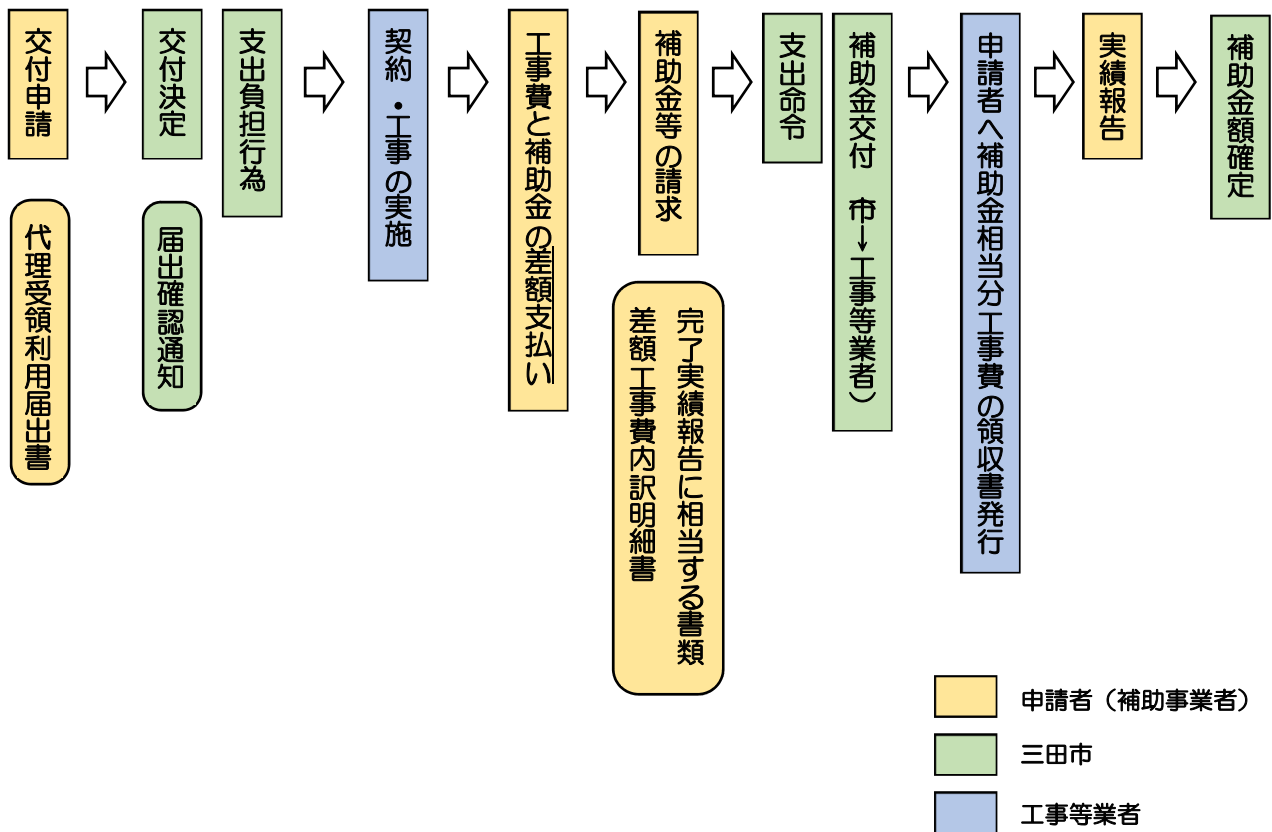 交付申請
代理受領利用届出書
交付決定
届出確認通知
支出負担行為
契約・工事の実施
工事費と補助金の差額支払い
補助金等の請求
完了実績報告に相当する書類
差額工事費内訳明細書
支出命令
補助金交付 市→工事等業者）
申請者へ補助金相当分工事費の領収書発行
実績報告
補助金額確定
申請者（補助事業者）
三田市
工事等業者